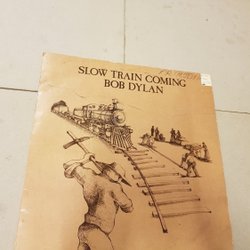 SLOW TRAIN COMING
BOB DYLAN